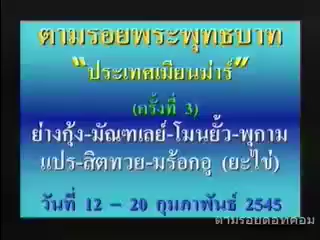 ตามรอยพระพุทธบาท
“ประเทศเมียนม่าร์”
(ครั้งที่ 3)
ย่างกุ้ง-มัณฑเลย์-โมนยั้ว-พุกาม
แปร-สิตทวย-มร้อกอู (ยะไข่)
วันที่ 12 – 20 กุมภาพันธ์ 2545
ตามรอยดอทคอม